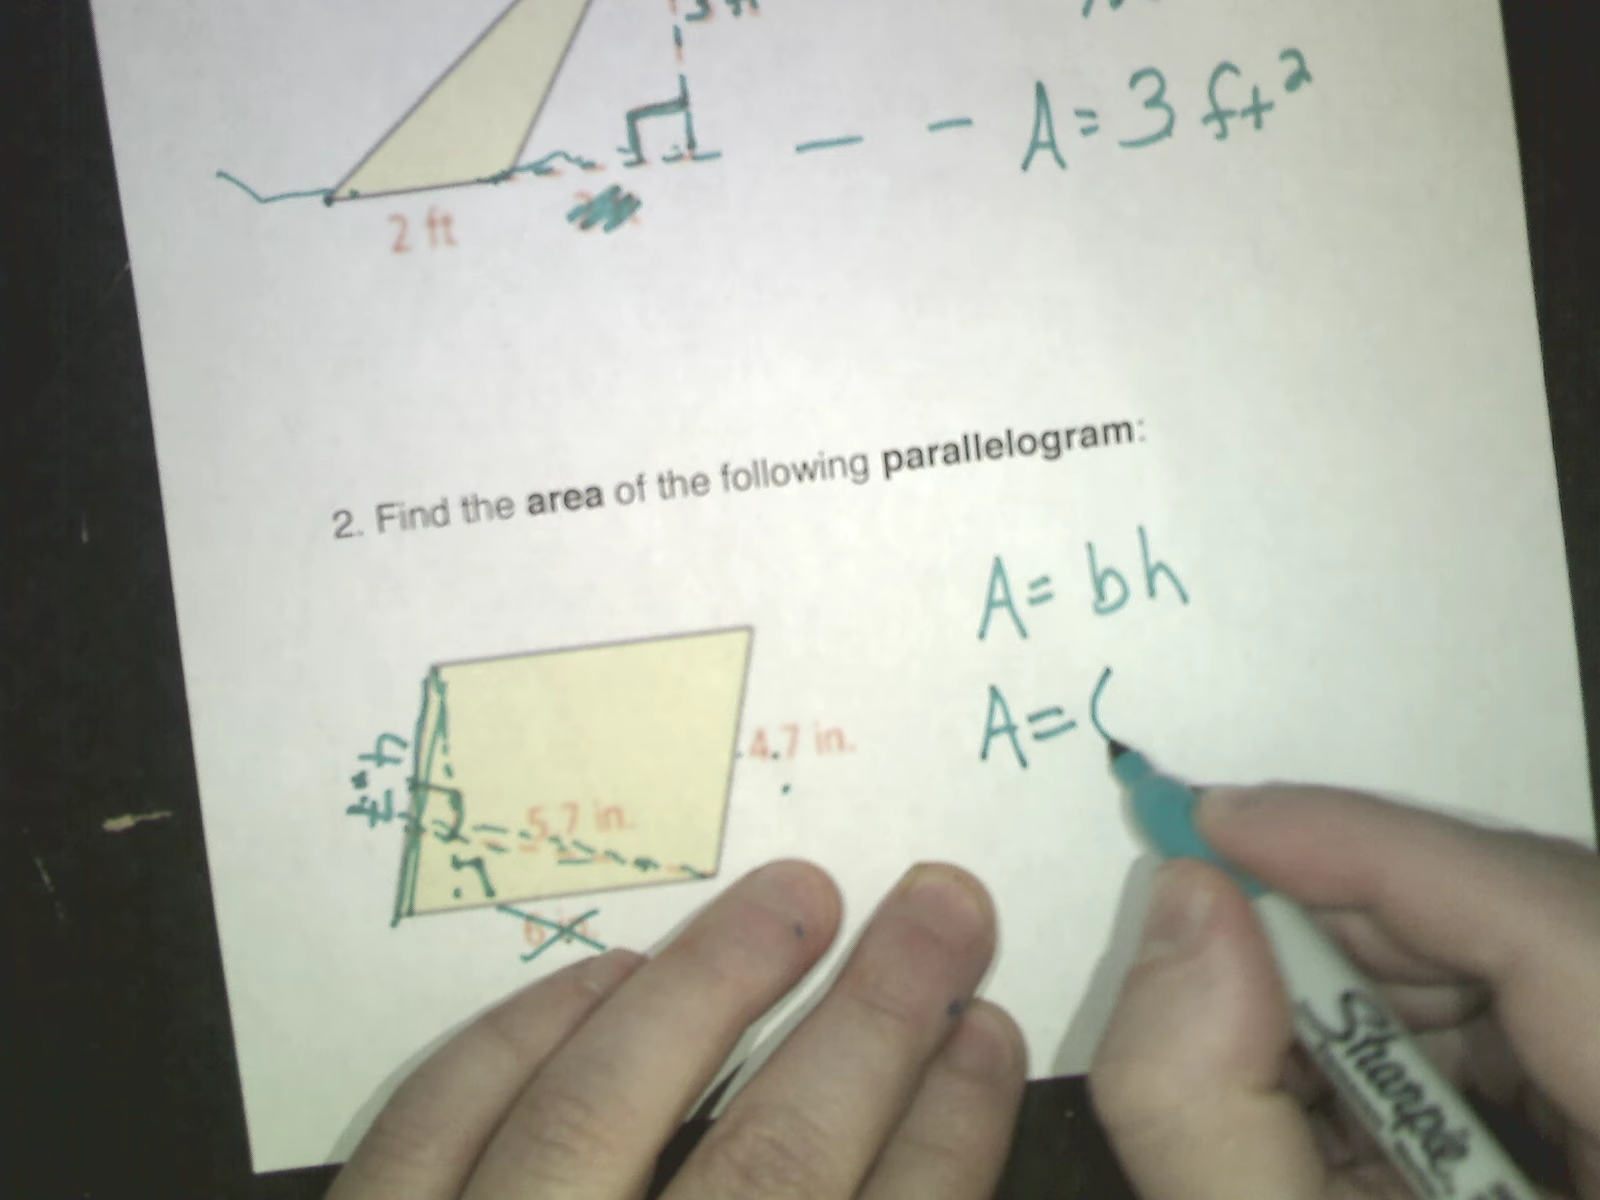 A = 3 ft²
2 ft
2. Find the area of the following parallelogram:
A = bh
A = (
4.7 in.
5.7 in.
Sharpie